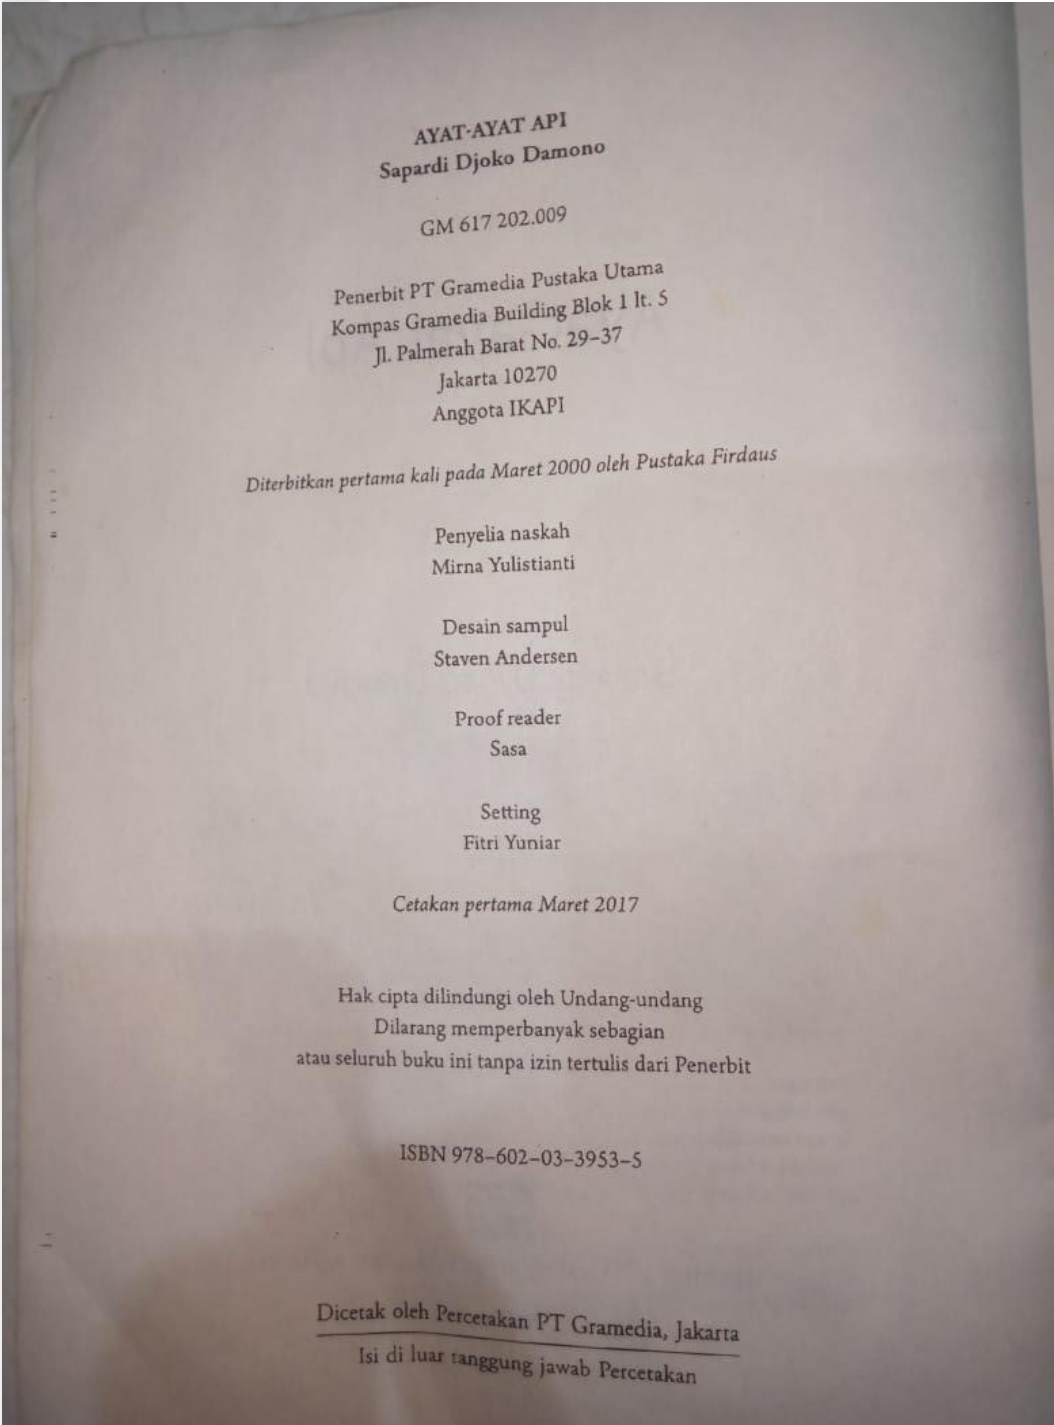 AYAT-AYAT API
Sapardi Djoko Damono
GM 617 202.009
Penerbit PT Gramedia Pustaka Utama
Kompas Gramedia Building Blok 1 lt. 5
Jl. Palmerah Barat No. 29–37
Jakarta 10270
Anggota IKAPI
Diterbitkan pertama kali pada Maret 2000 oleh Pustaka Firdaus
Penyelia naskah
Mirna Yulistianti
Desain sampul
Staven Andersen
Proof reader
Sasa
Setting
Fitri Yuniar
Cetakan pertama Maret 2017
Hak cipta dilindungi oleh Undang-undang
Dilarang memperbanyak sebagian
atau seluruh buku ini tanpa izin tertulis dari Penerbit
ISBN 978–602–03–3953–5
Dicetak oleh Percetakan PT Gramedia, Jakarta
Isi di luar tanggung jawab Percetakan